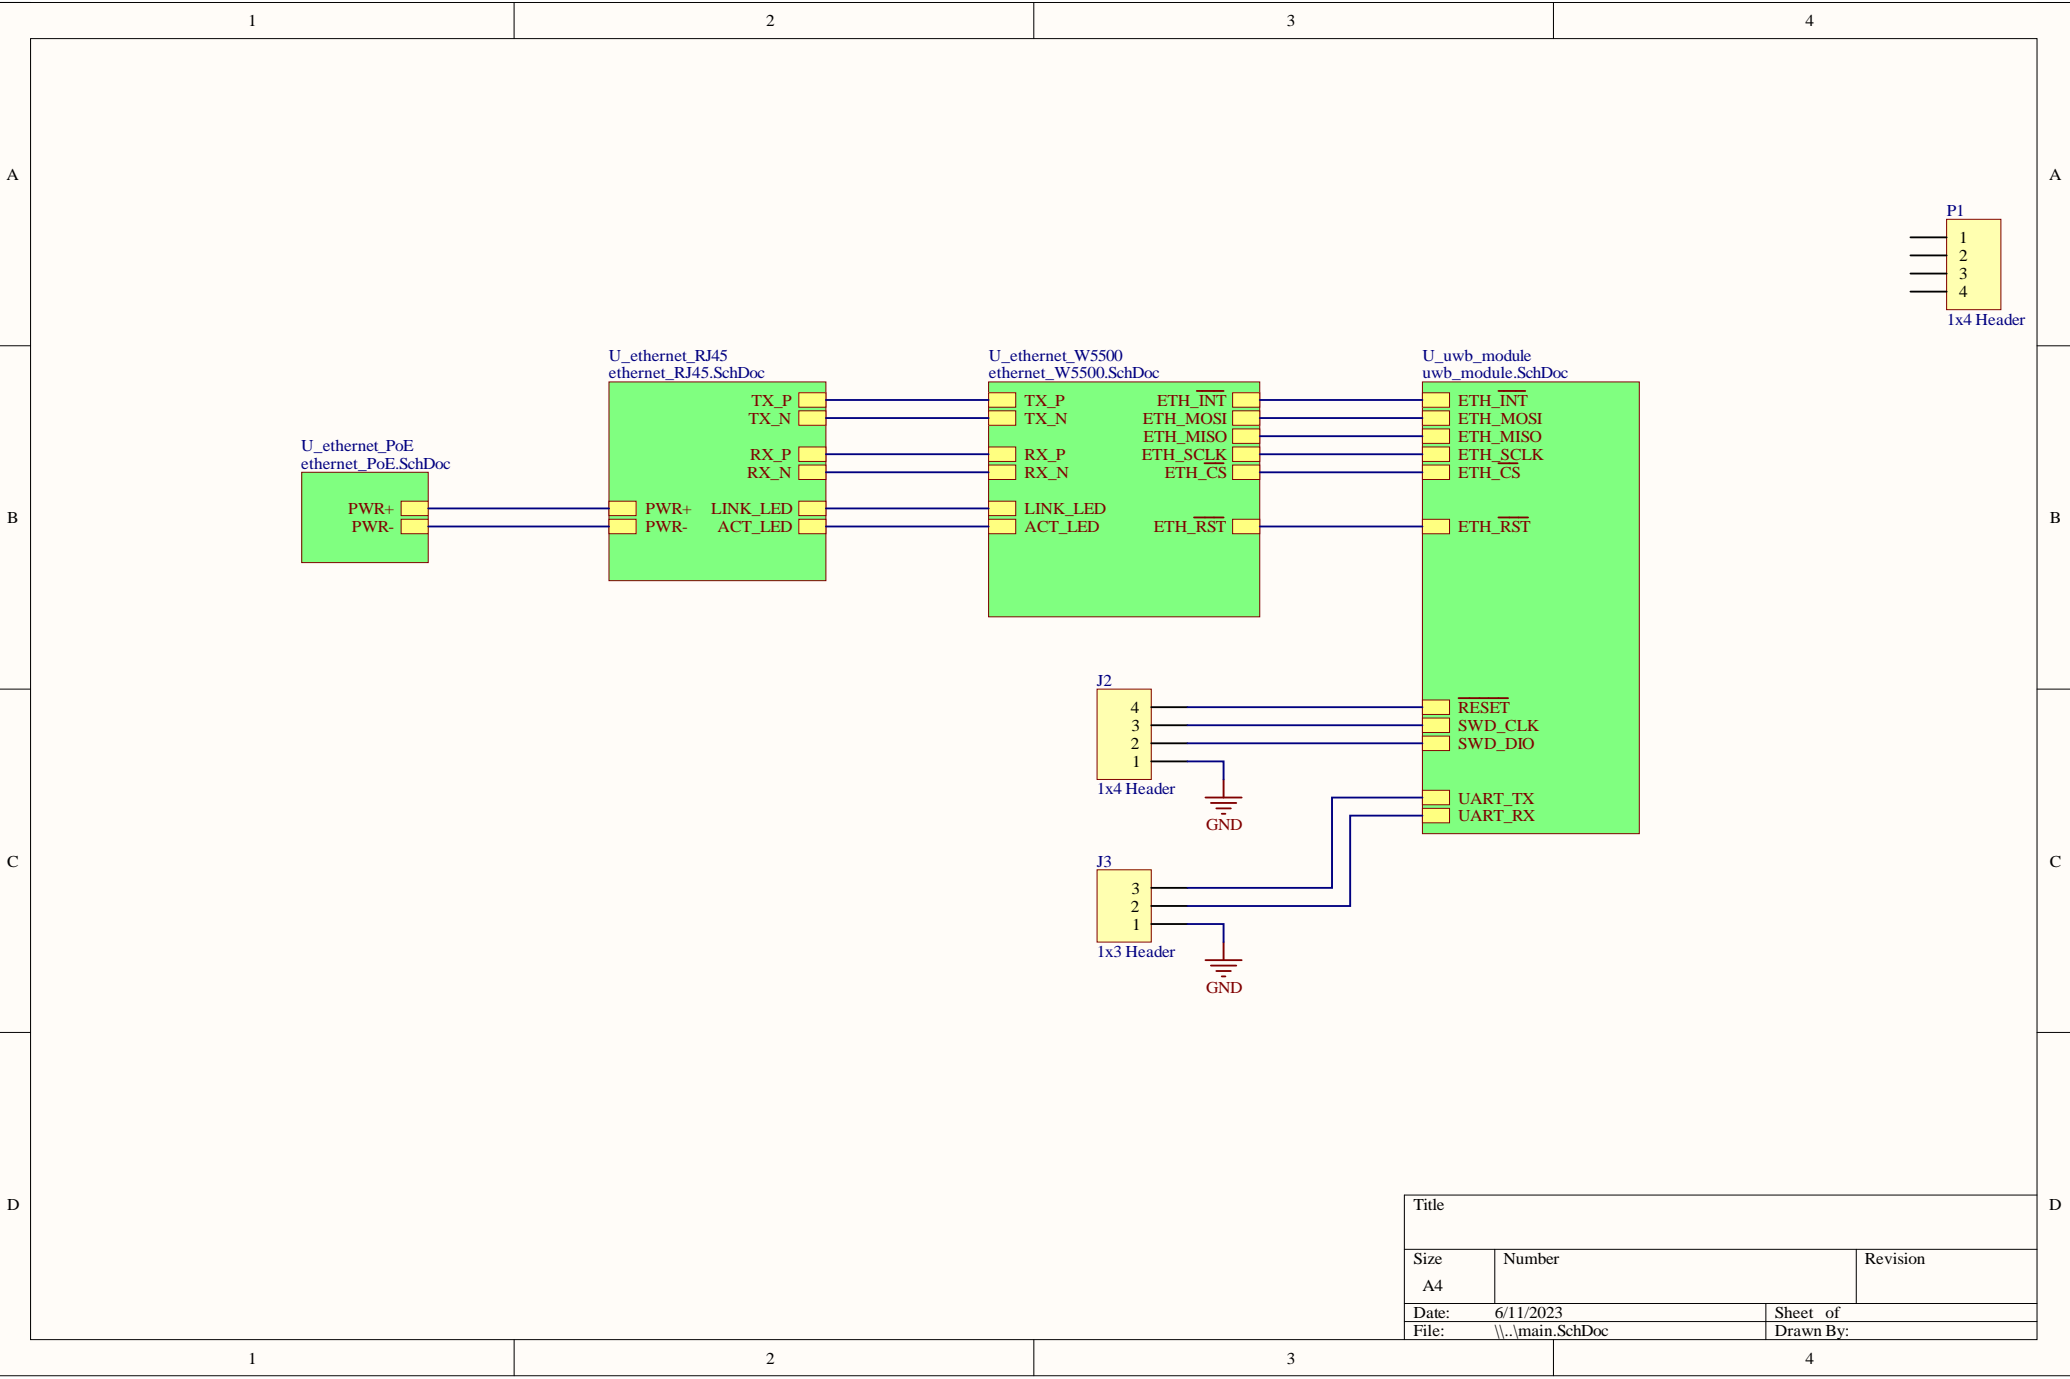 1 2 3 4
A A
P1
1
2
3
4
1x4 Header
U_ethernet_RJ45
ethernet_RJ45.SchDoc
TX_P
TX_N
RX_P
RX_N
PWR+ LINK_LED
PWR- ACT_LED
U_ethernet_W5500
ethernet_W5500.SchDoc
TX_P ETH_INT
TX_N ETH_MOSI
ETH_MISO
RX_P ETH_SCLK
RX_N ETH_CS
LINK_LED
ACT_LED ETH_RST
U_uwb_module
uwb_module.SchDoc
ETH_INT
ETH_MOSI
ETH_MISO
ETH_SCLK
ETH_CS
ETH_RST
RESET
SWD_CLK
SWD_DIO
UART_TX
UART_RX
U_ethernet_PoE
ethernet_PoE.SchDoc
PWR+
PWR-
B B
J2
4
3
2
1
1x4 Header
GND
C C
J3
3
2
1
1x3 Header
GND
D D
Title
Size Number Revision
A4
Date: 6/11/2023 Sheet of
File: \\..\main.SchDoc Drawn By:
1 2 3 4